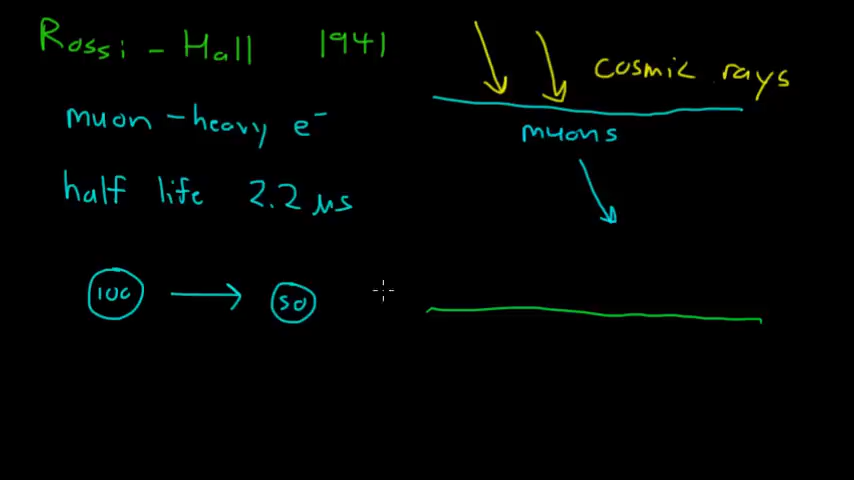 Rossi - Hall 1941
muon - heavy e⁻
half life 2.2 μs
100 → 50
cosmic rays
muons